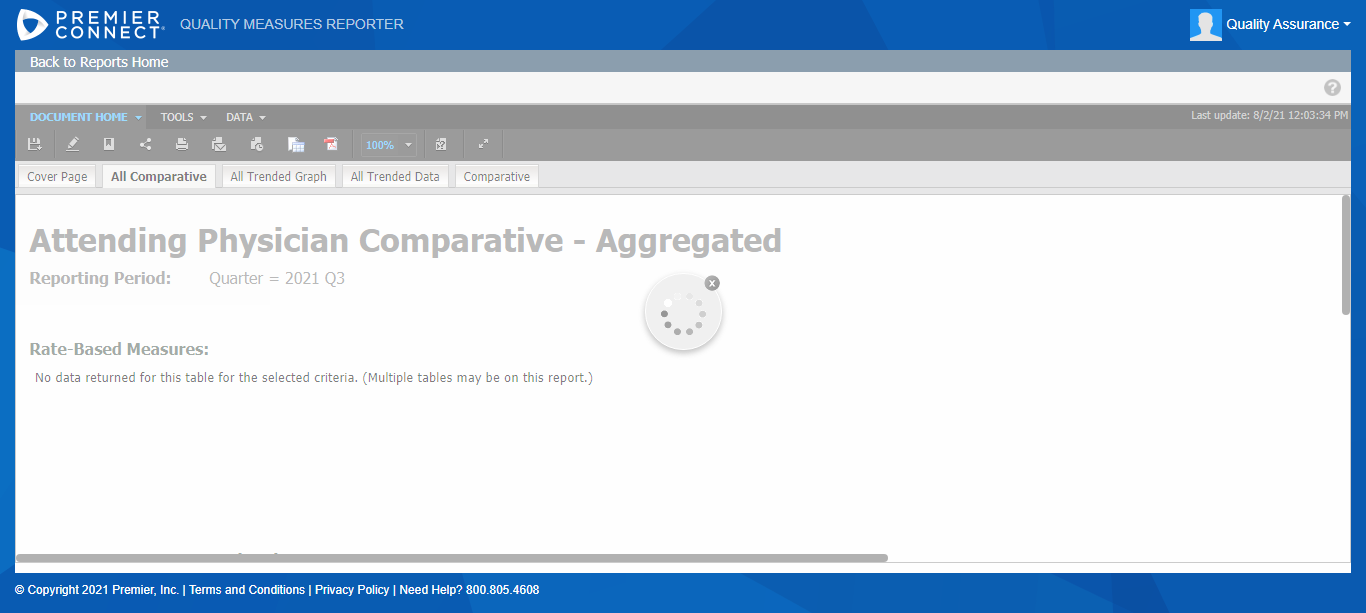 PREMIER CONNECT® QUALITY MEASURES REPORTER
Quality Assurance
Back to Reports Home
?
DOCUMENT HOME TOOLS DATA
Last update: 8/2/21 12:03:34 PM
100%
Cover Page All Comparative All Trended Graph All Trended Data Comparative
Attending Physician Comparative - Aggregated
Reporting Period: Quarter = 2021 Q3
x
Rate-Based Measures:
No data returned for this table for the selected criteria. (Multiple tables may be on this report.)
© Copyright 2021 Premier, Inc. | Terms and Conditions | Privacy Policy | Need Help? 800.805.4608